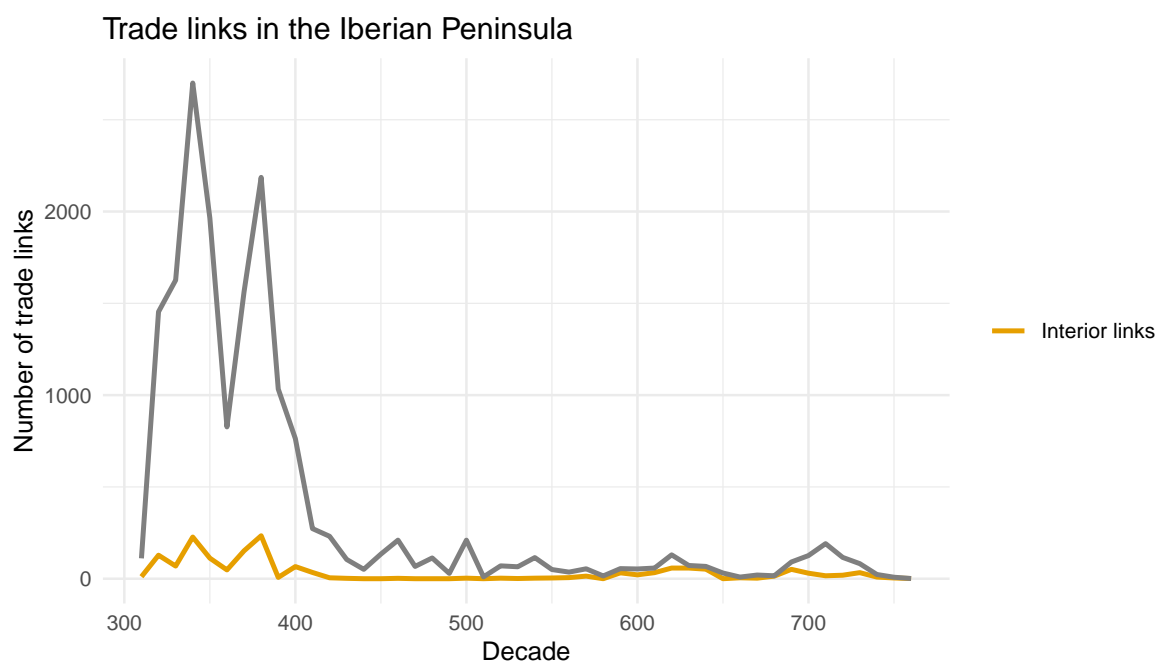 Trade links in the Iberian Peninsula
Number of trade links
2000
1000
0
300
400
500
600
700
Decade
Interior links